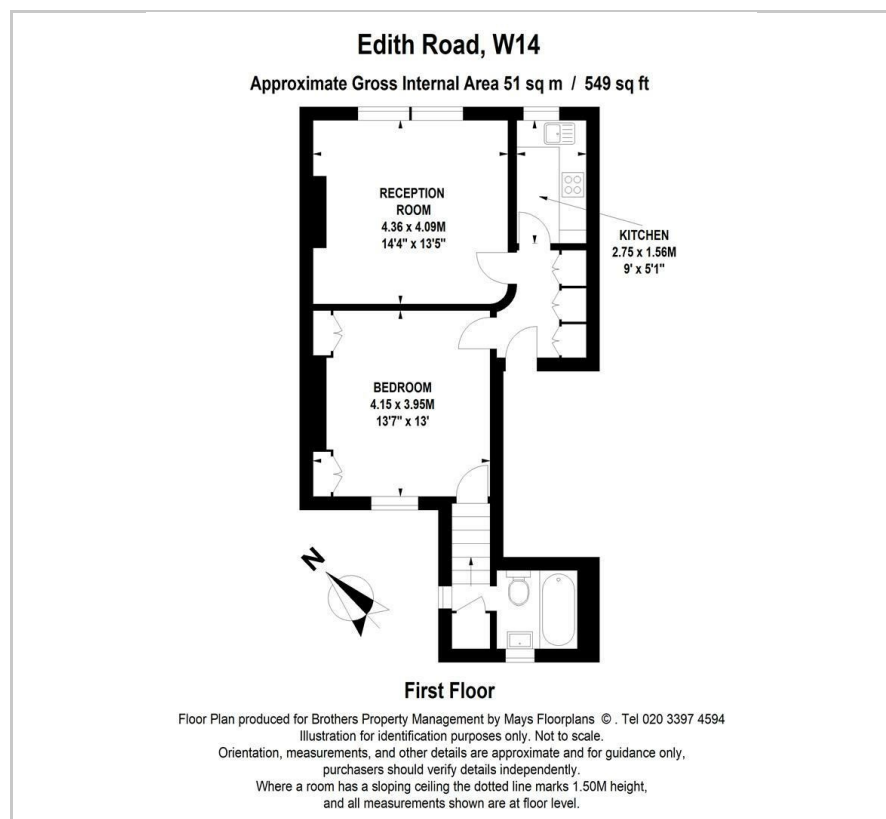 Edith Road, W14
Approximate Gross Internal Area 51 sq m / 549 sq ft
RECEPTION
ROOM
4.36 x 4.09M
14'4" x 13'5"
KITCHEN
2.75 x 1.56M
9' x 5'1"
BEDROOM
4.15 x 3.95M
13'7" x 13'
N
First Floor
Floor Plan produced for Brothers Property Management by Mays Floorplans © . Tel 020 3397 4594
Illustration for identification purposes only. Not to scale.
Orientation, measurements, and other details are approximate and for guidance only,
purchasers should verify details independently.
Where a room has a sloping ceiling the dotted line marks 1.50M height,
and all measurements shown are at floor level.